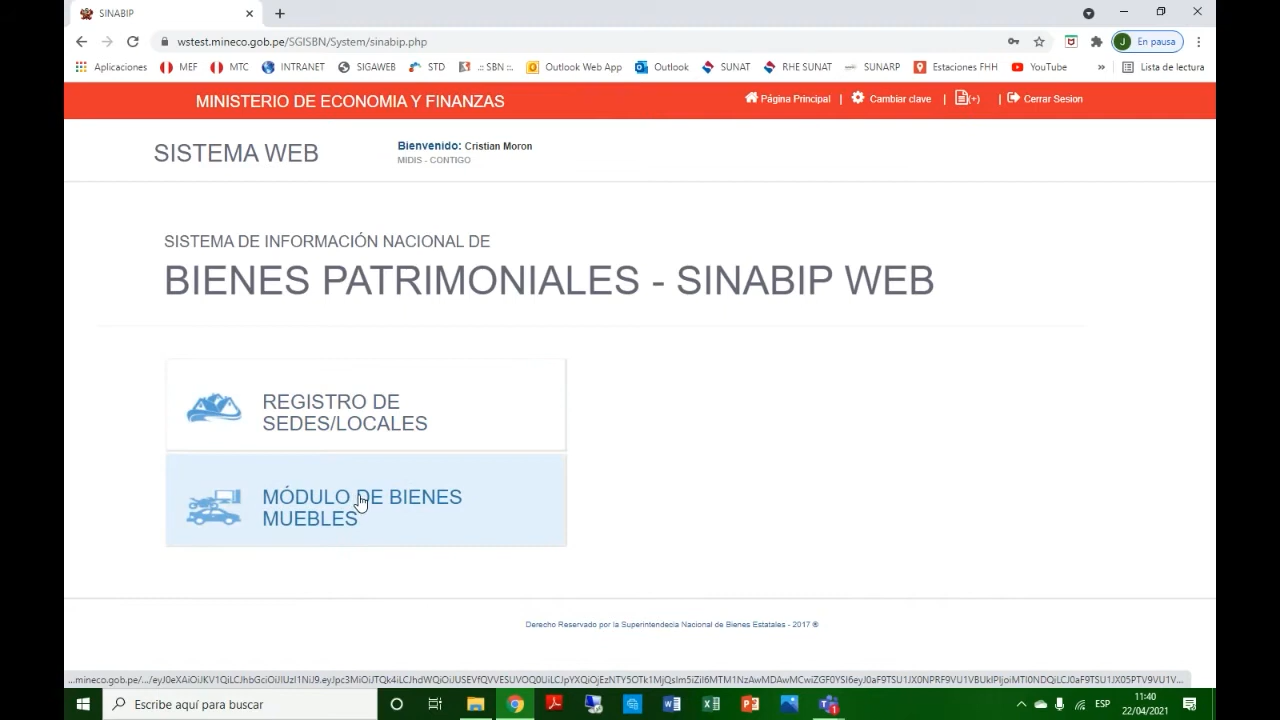 SINABIP
wstest.mineco.gob.pe/SGISBN/System/sinabip.php
J En pausa
Aplicaciones MEF MTC INTRANET SIGAWEB STD .:: SBN ::. Outlook Web App Outlook SUNAT RHE SUNAT SUNARP Estaciones FHH YouTube » Lista de lectura
MINISTERIO DE ECONOMIA Y FINANZAS
Página Principal | Cambiar clave | (+) | Cerrar Sesion
SISTEMA WEB
Bienvenido: Cristian Moron
MIDIS - CONTIGO
SISTEMA DE INFORMACIÓN NACIONAL DE
BIENES PATRIMONIALES - SINABIP WEB
REGISTRO DE
SEDES/LOCALES
MÓDULO DE BIENES
MUEBLES
Derecho Reservado por la Superintendecia Nacional de Bienes Estatales - 2017 ®
Escribe aquí para buscar
ESP
11:40
22/04/2021